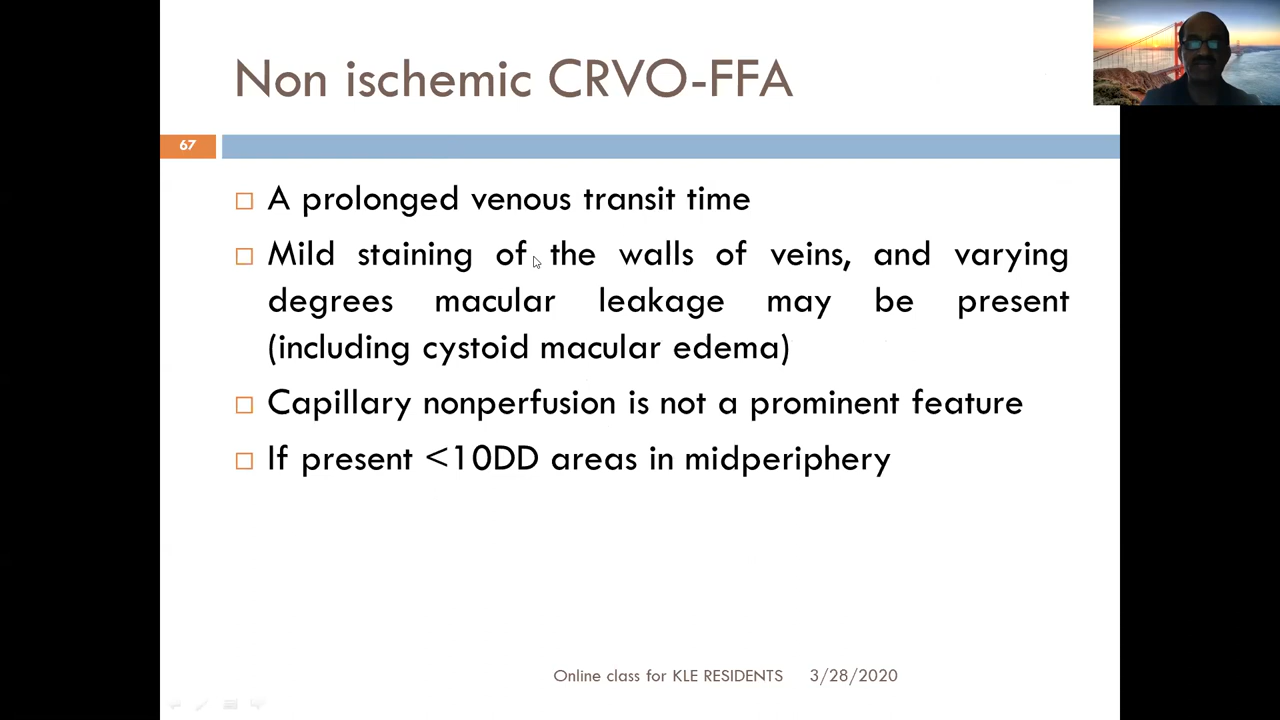 Non ischemic CRVO-FFA
67
A prolonged venous transit time
Mild staining of the walls of veins, and varying
degrees macular leakage may be present
(including cystoid macular edema)
Capillary nonperfusion is not a prominent feature
If present <10DD areas in midperiphery
Online class for KLE RESIDENTS 3/28/2020